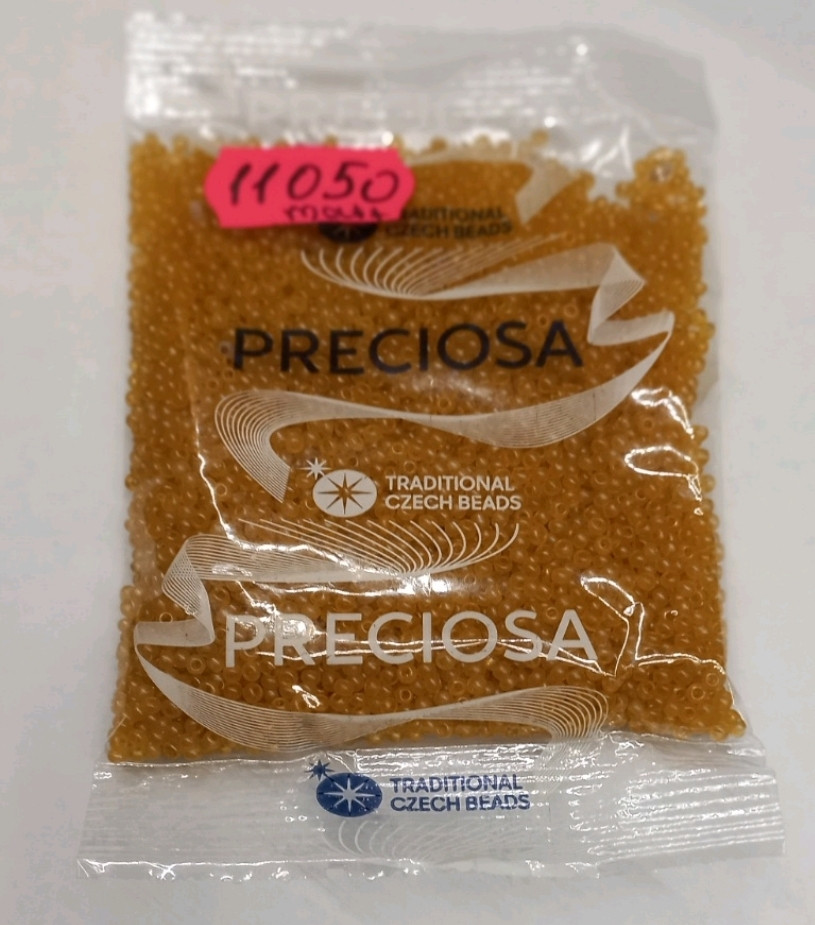 11050
TRADITIONAL
CZECH BEADS
PRECIOSA
TRADITIONAL
CZECH BEADS
PRECIOSA
TRADITIONAL
CZECH BEADS